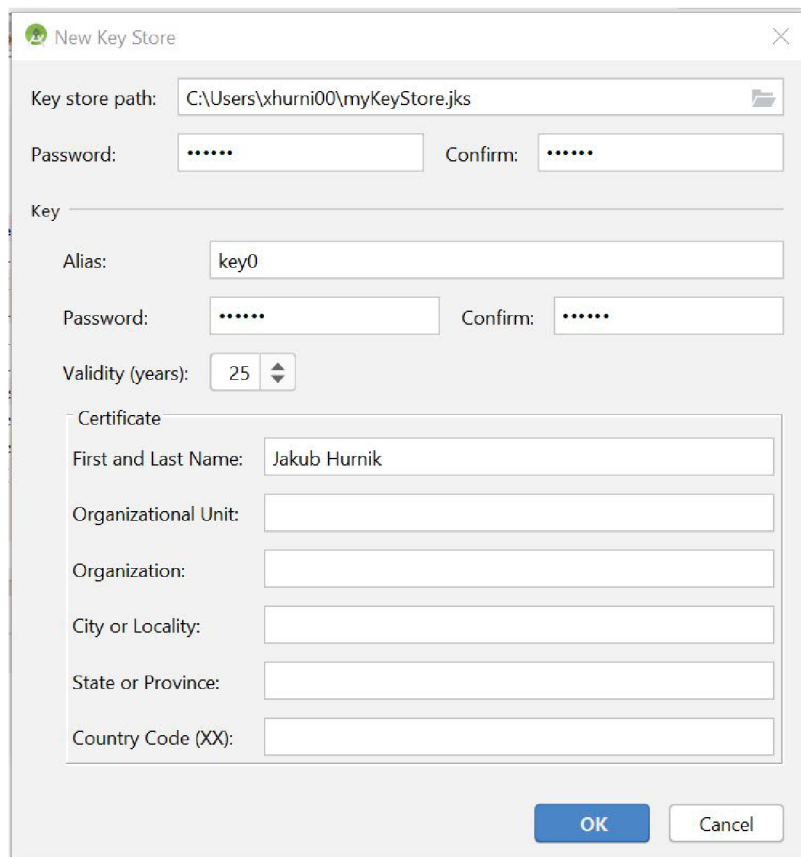 New Key Store
Key store path: C:\Users\xhurni00\myKeyStore.jks
Password: •••••• Confirm: ••••••
Key
Alias: key0
Password: •••••• Confirm: ••••••
Validity (years): 25
Certificate
First and Last Name: Jakub Hurnik
Organizational Unit:
Organization:
City or Locality:
State or Province:
Country Code (XX):
OK Cancel